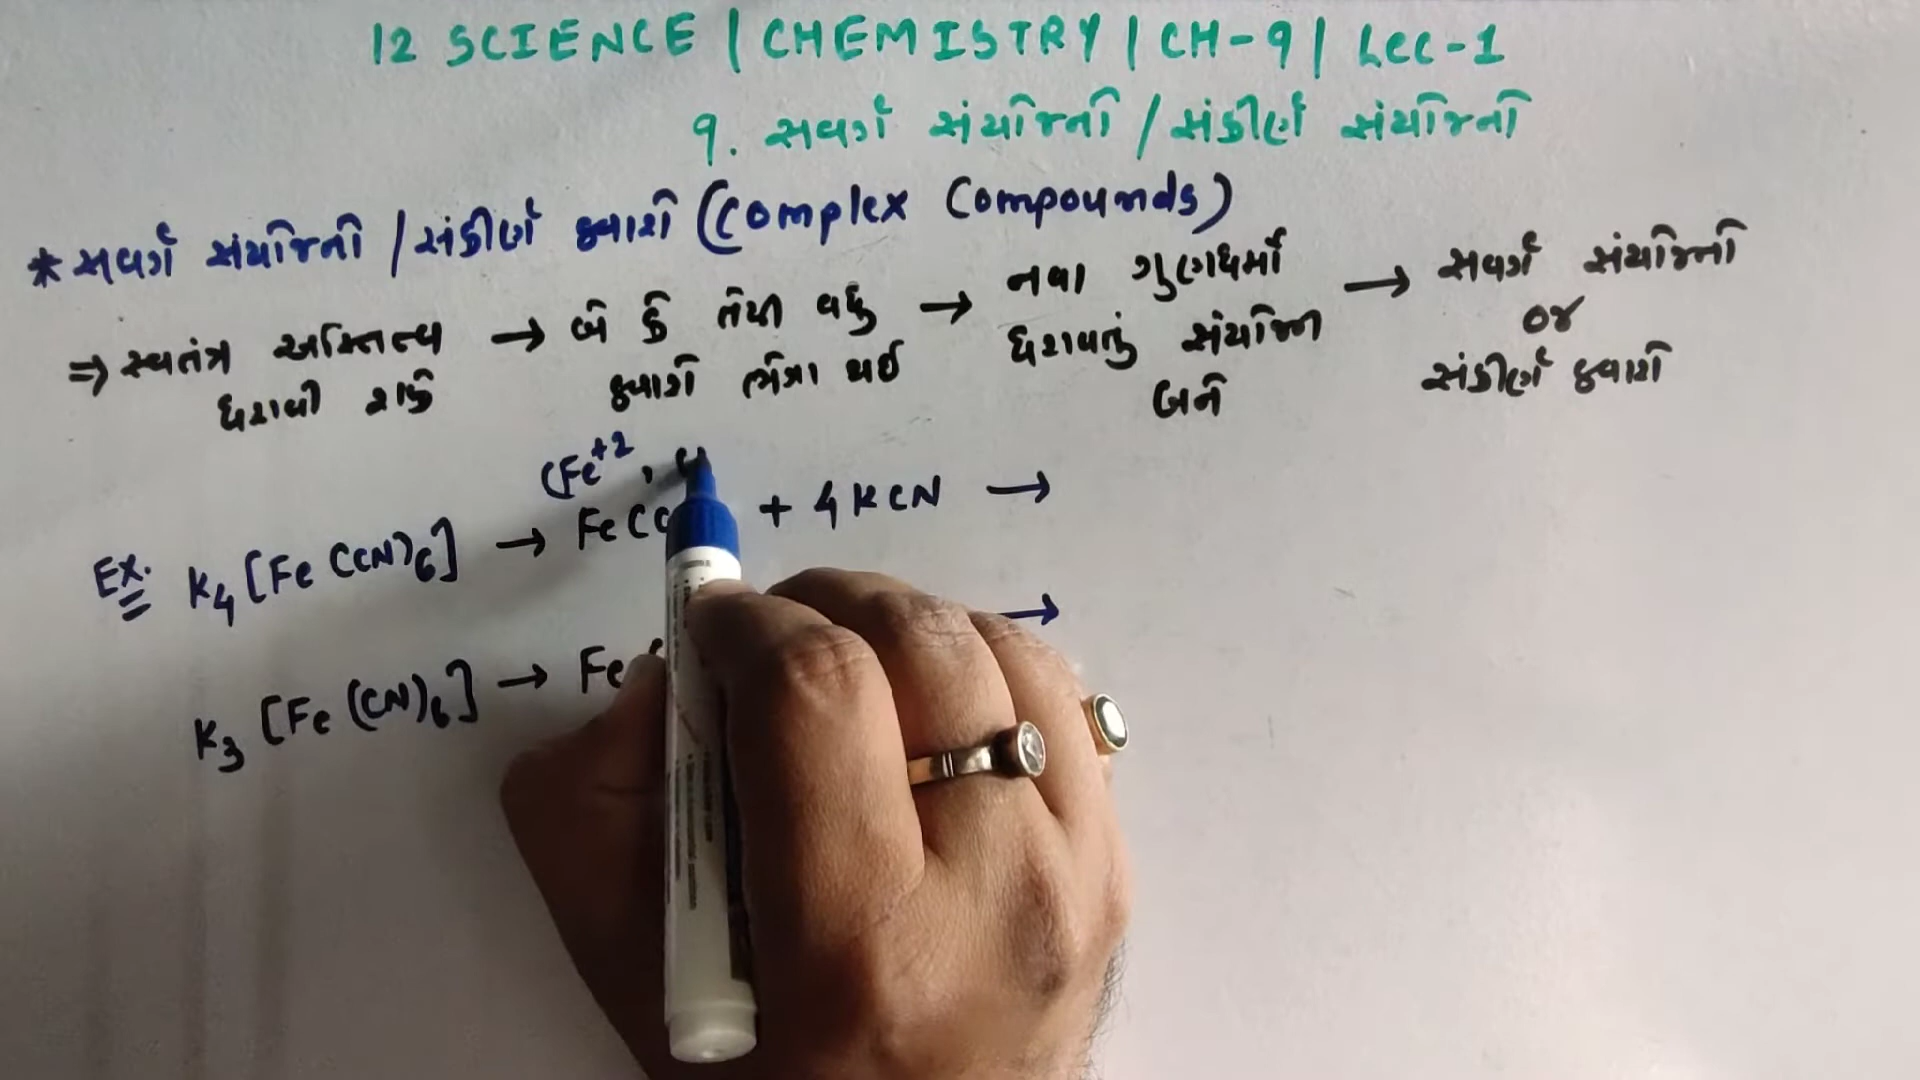 12 SCIENCE | CHEMISTRY | CH-9 | Lec-1
9. સવર્ગ સંયોજનો / સંકીર્ણ સંયોજનો
* સવર્ગ સંયોજનો / સંકીર્ણ ક્ષારો (Complex Compounds)
⇒ સ્વતંત્ર અસ્તિત્વ ધરાવી શકે → બે કે તેથી વધુ ક્ષારો ભેગા થઈ → નવા ગુણધર્મો ધરાવતું સંયોજન બને → સવર્ગ સંયોજનો or સંકીર્ણ ક્ષારો
(Fe+2,
Ex. K4 [Fe (CN)6] → Fe(C + 4KCN →
K3 [Fe (CN)6] → Fe →